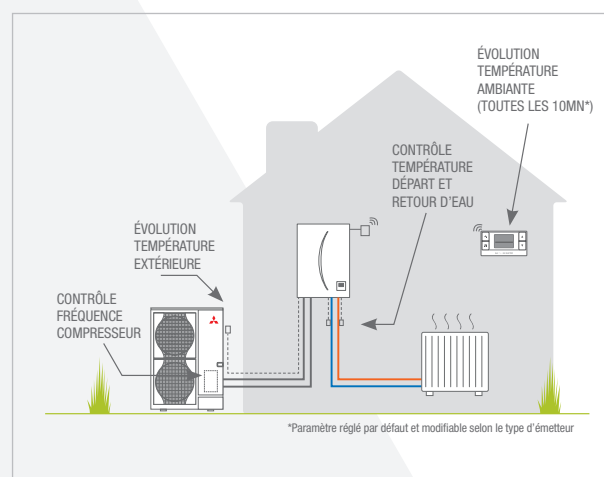 ÉVOLUTION
TEMPÉRATURE
AMBIANTE
(TOUTES LES 10MN*)
CONTRÔLE
TEMPÉRATURE
DÉPART ET
RETOUR D'EAU
ÉVOLUTION
TEMPÉRATURE
EXTÉRIEURE
CONTRÔLE
FRÉQUENCE
COMPRESSEUR
*Paramètre réglé par défaut et modifiable selon le type d'émetteur